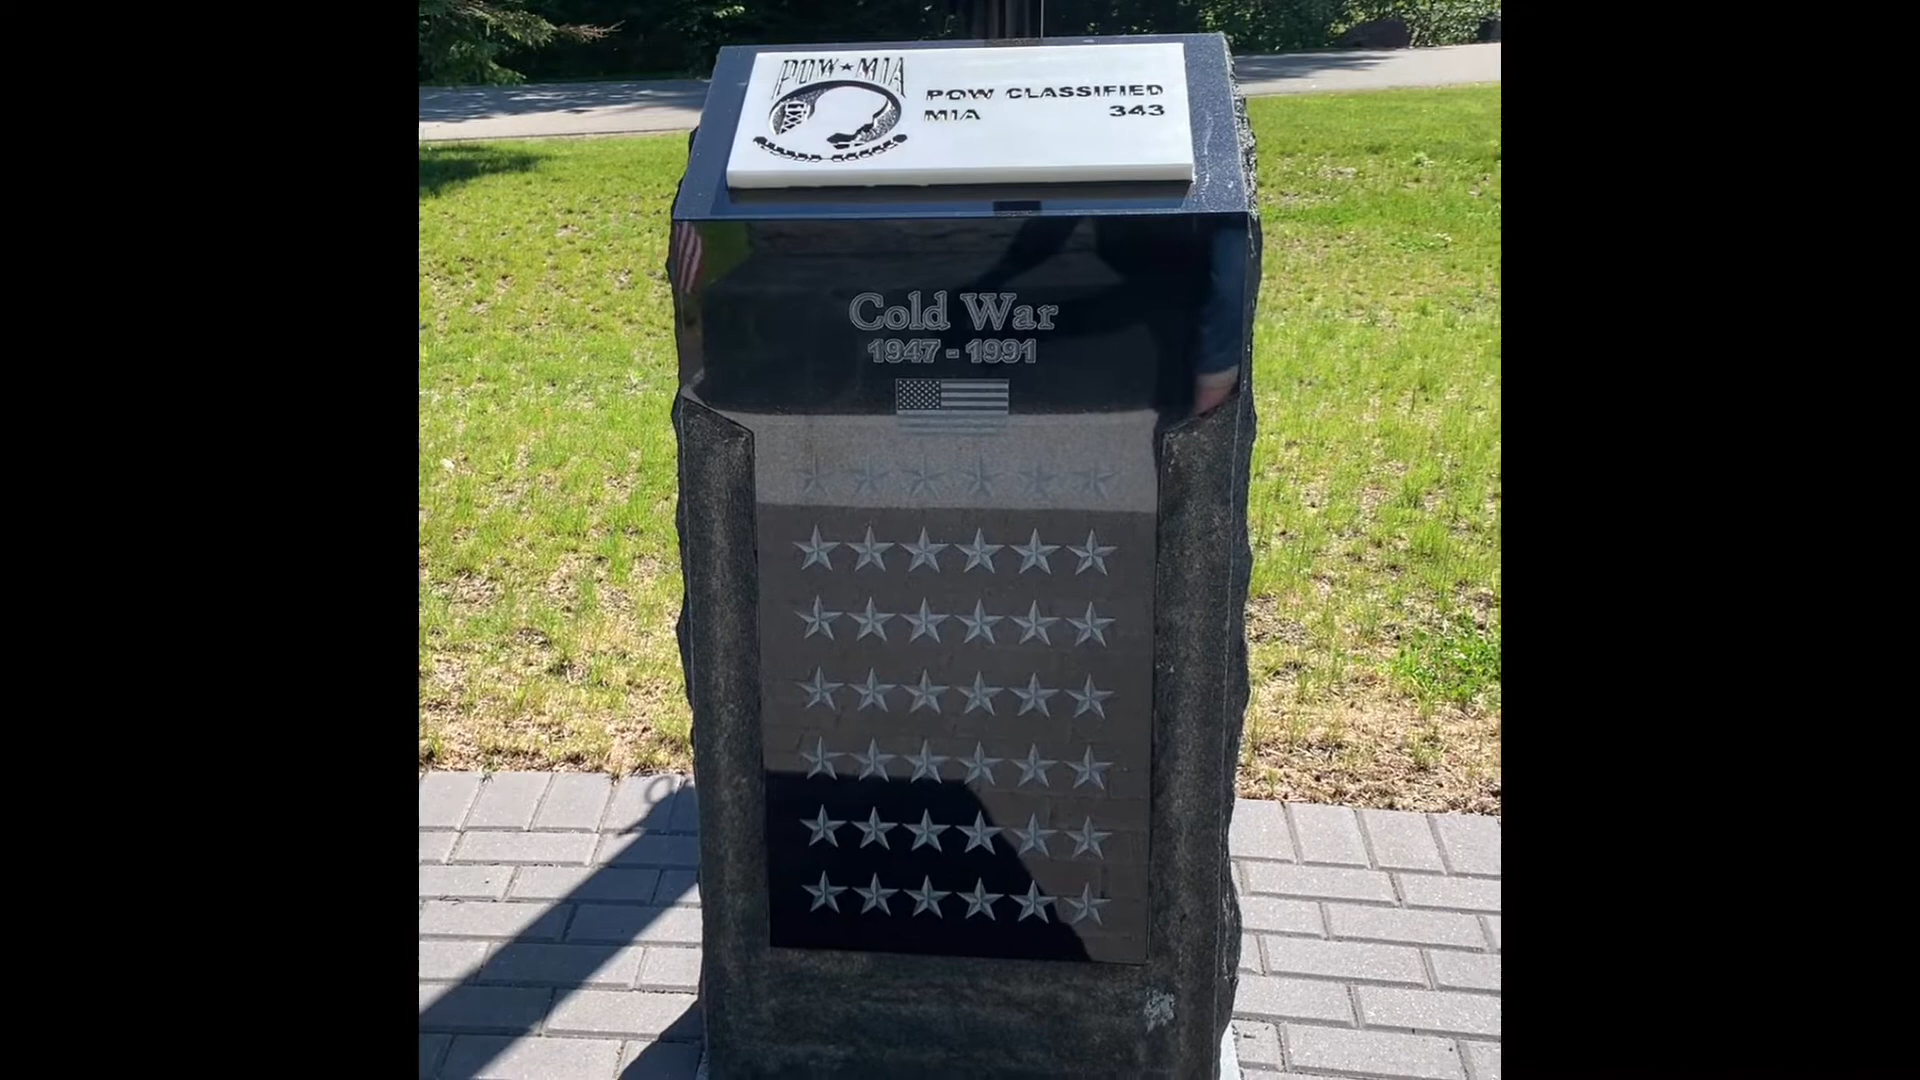 POW★MIA
POW CLASSIFIED
MIA 343
Cold War
1947 - 1991